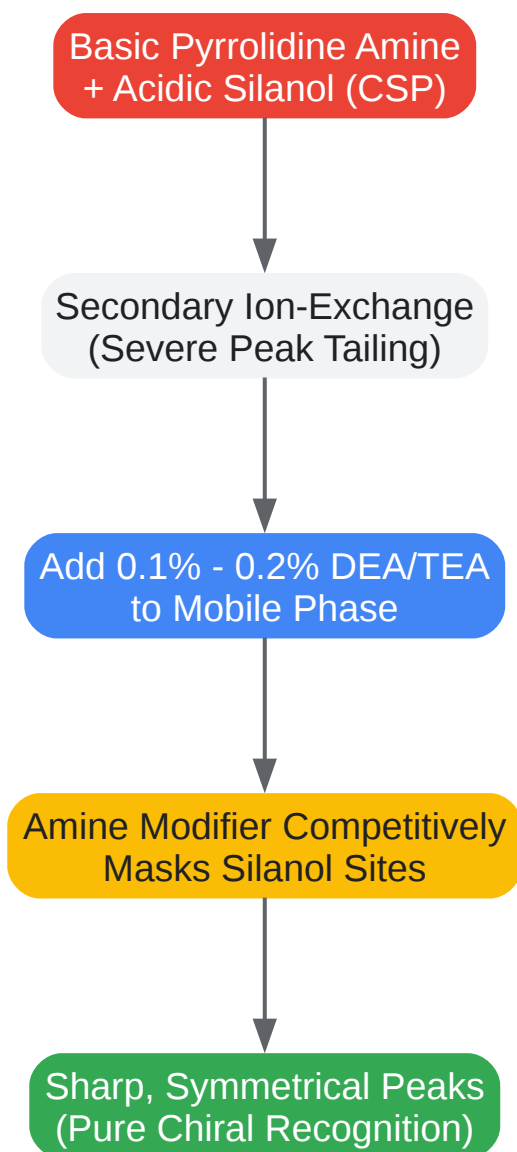 Basic Pyrrolidine Amine
+ Acidic Silanol (CSP)
Secondary Ion-Exchange
(Severe Peak Tailing)
Add 0.1% - 0.2% DEA/TEA
to Mobile Phase
Amine Modifier Competitively
Masks Silanol Sites
Sharp, Symmetrical Peaks
(Pure Chiral Recognition)